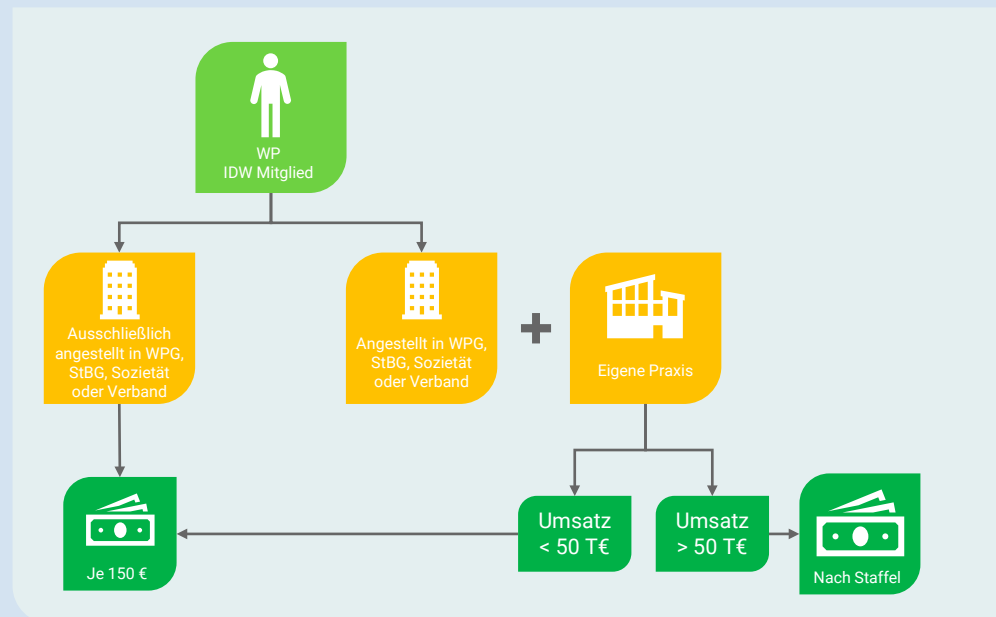 WP
IDW Mitglied
Ausschließlich
angestellt in WPG,
StBG, Sozietät
oder Verband
Angestellt in WPG,
StBG, Sozietät
oder Verband
Eigene Praxis
Je 150 €
Umsatz
< 50 T€
Umsatz
> 50 T€
Nach Staffel